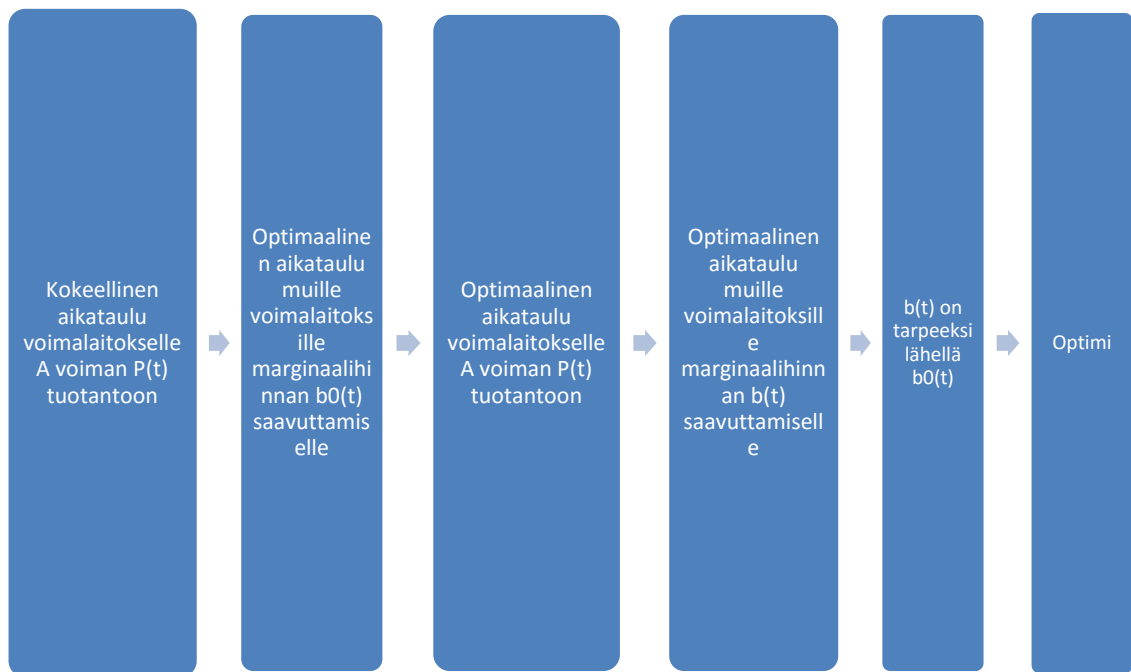 Kokeellinen
aikataulu
voimalaitokselle
A voiman P(t)
tuotantoon
Optimaaline
n aikataulu
muille
voimalaitoks
ille
marginaalihi
nnan b0(t)
saavuttamis
elle
Optimaalinen
aikataulu
voimalaitokselle
A voiman P(t)
tuotantoon
Optimaalinen
aikataulu
muille
voimalaitoksill
e
marginaalihinn
an b(t)
saavuttamisell
e
b(t) on
tarpeeksi
lähellä
b0(t)
Optimi